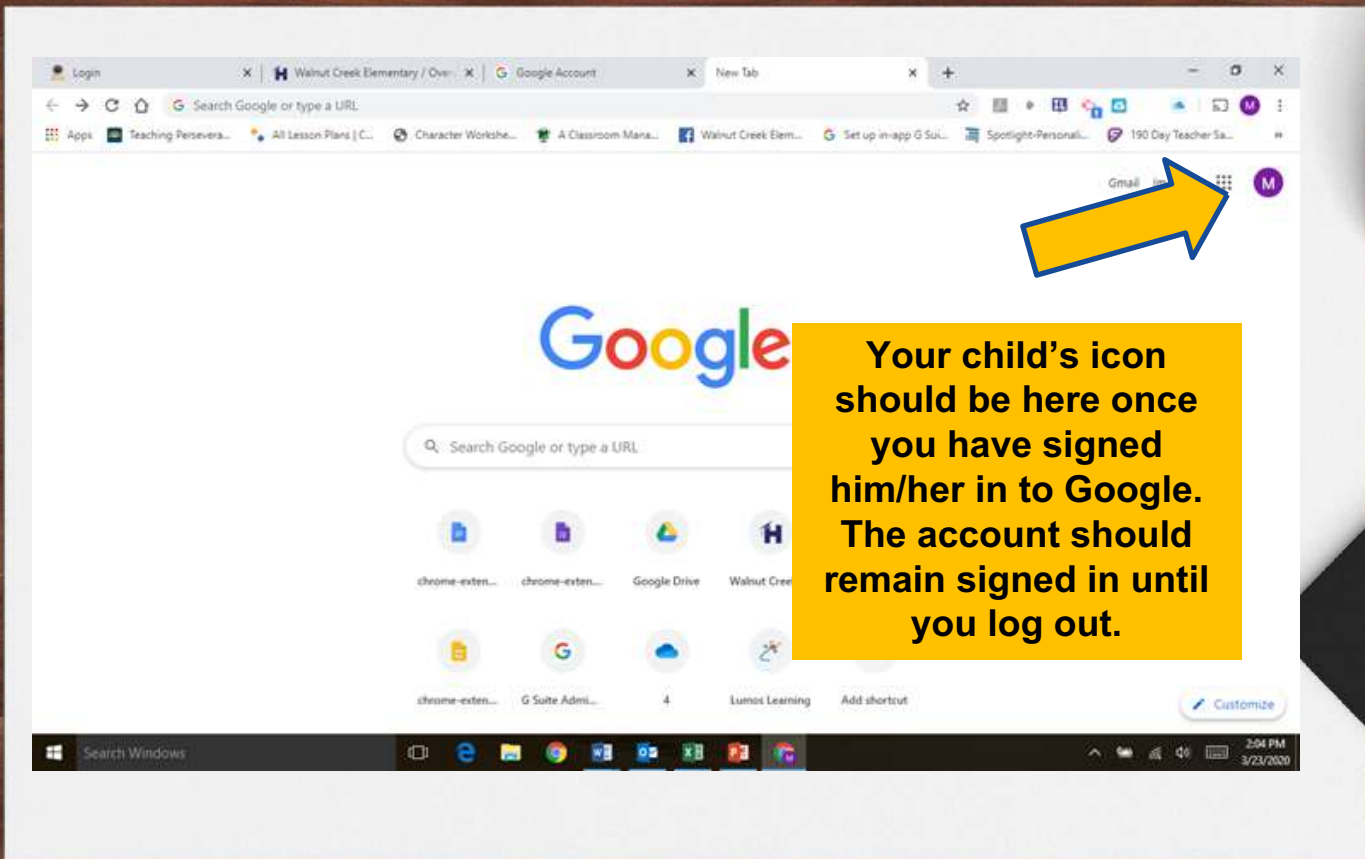 Login
Walnut Creek Elementary / Over
Google Account
New Tab
Search Google or type a URL
Apps
Teaching Persevera...
All Lesson Plans | C...
Character Workshe...
A Classroom Mana...
Walnut Creek Elem...
Set up in-app G Sui...
Spotlight-Personali...
190 Day Teacher Sa...
Gmail
M
Google
Search Google or type a URL
Your child's icon
should be here once
you have signed
him/her in to Google.
The account should
remain signed in until
you log out.
chrome-exten...
chrome-exten...
Google Drive
Walnut Cree
chrome-exten...
G Suite Admi...
4
Lumos Learning
Add shortcut
Customize
Search Windows
2:04 PM
3/23/2020